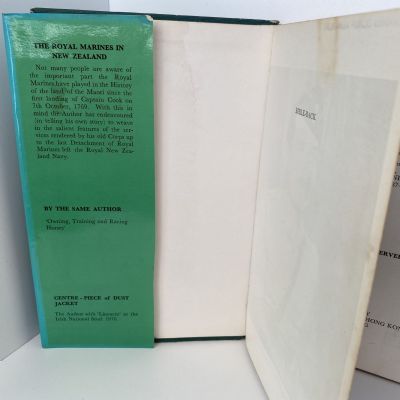 THE ROYAL MARINES IN
NEW ZEALAND
Not many people are aware of
the important part the Royal
Marines have played in the History
of the land of the Maori since the
first landing of Captain Cook on
7th October, 1769. With this in
mind the Author has endeavoured
(in telling his own story) to weave
in the salient features of the ser-
vices rendered by his old Corps up
to the last Detachment of Royal
Marines left the Royal New Zea-
land Navy.
BY THE SAME AUTHOR
'Owning, Training and Racing
Horses'
CENTRE - PIECE of DUST
JACKET
The Author with
at the
Irish National Stud: 1976
HONG KON